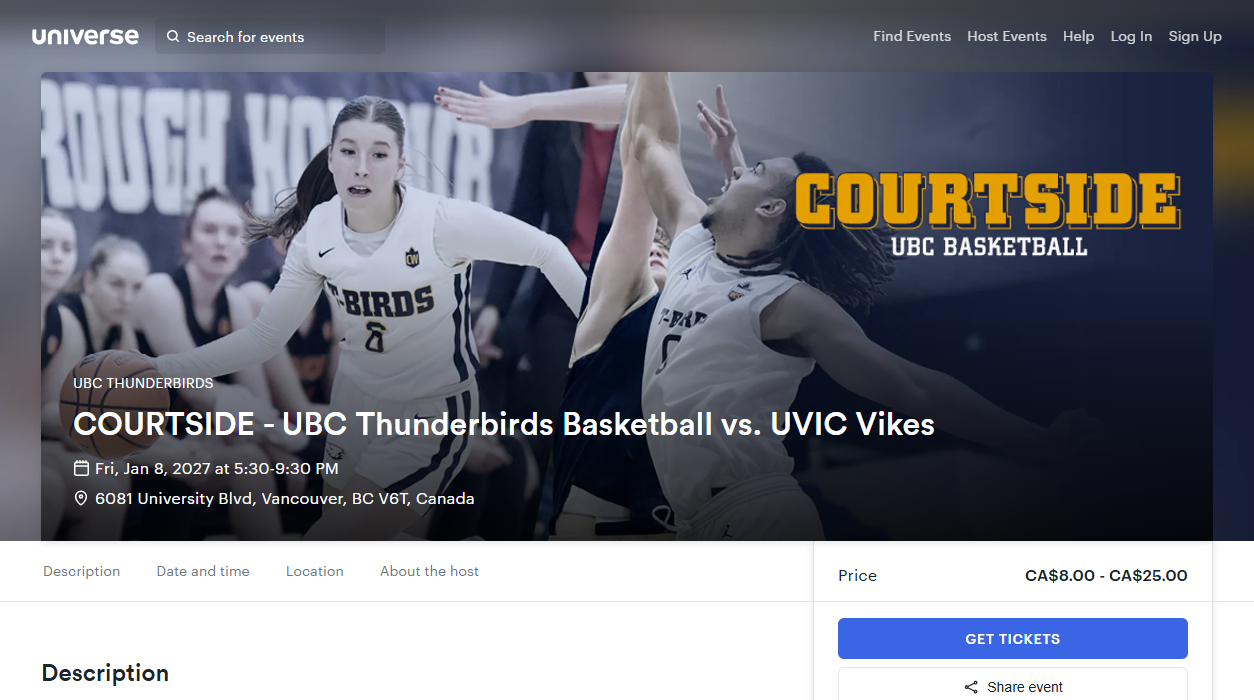 universe
Search for events
Find Events
Host Events
Help
Log In
Sign Up
COURTSIDE
UBC BASKETBALL
T-BIRDS
6
UBC THUNDERBIRDS
COURTSIDE - UBC Thunderbirds Basketball vs. UVIC Vikes
Fri, Jan 8, 2027 at 5:30-9:30 PM
6081 University Blvd, Vancouver, BC V6T, Canada
Description
Date and time
Location
About the host
Price
CA$8.00 - CA$25.00
GET TICKETS
Share event
Description